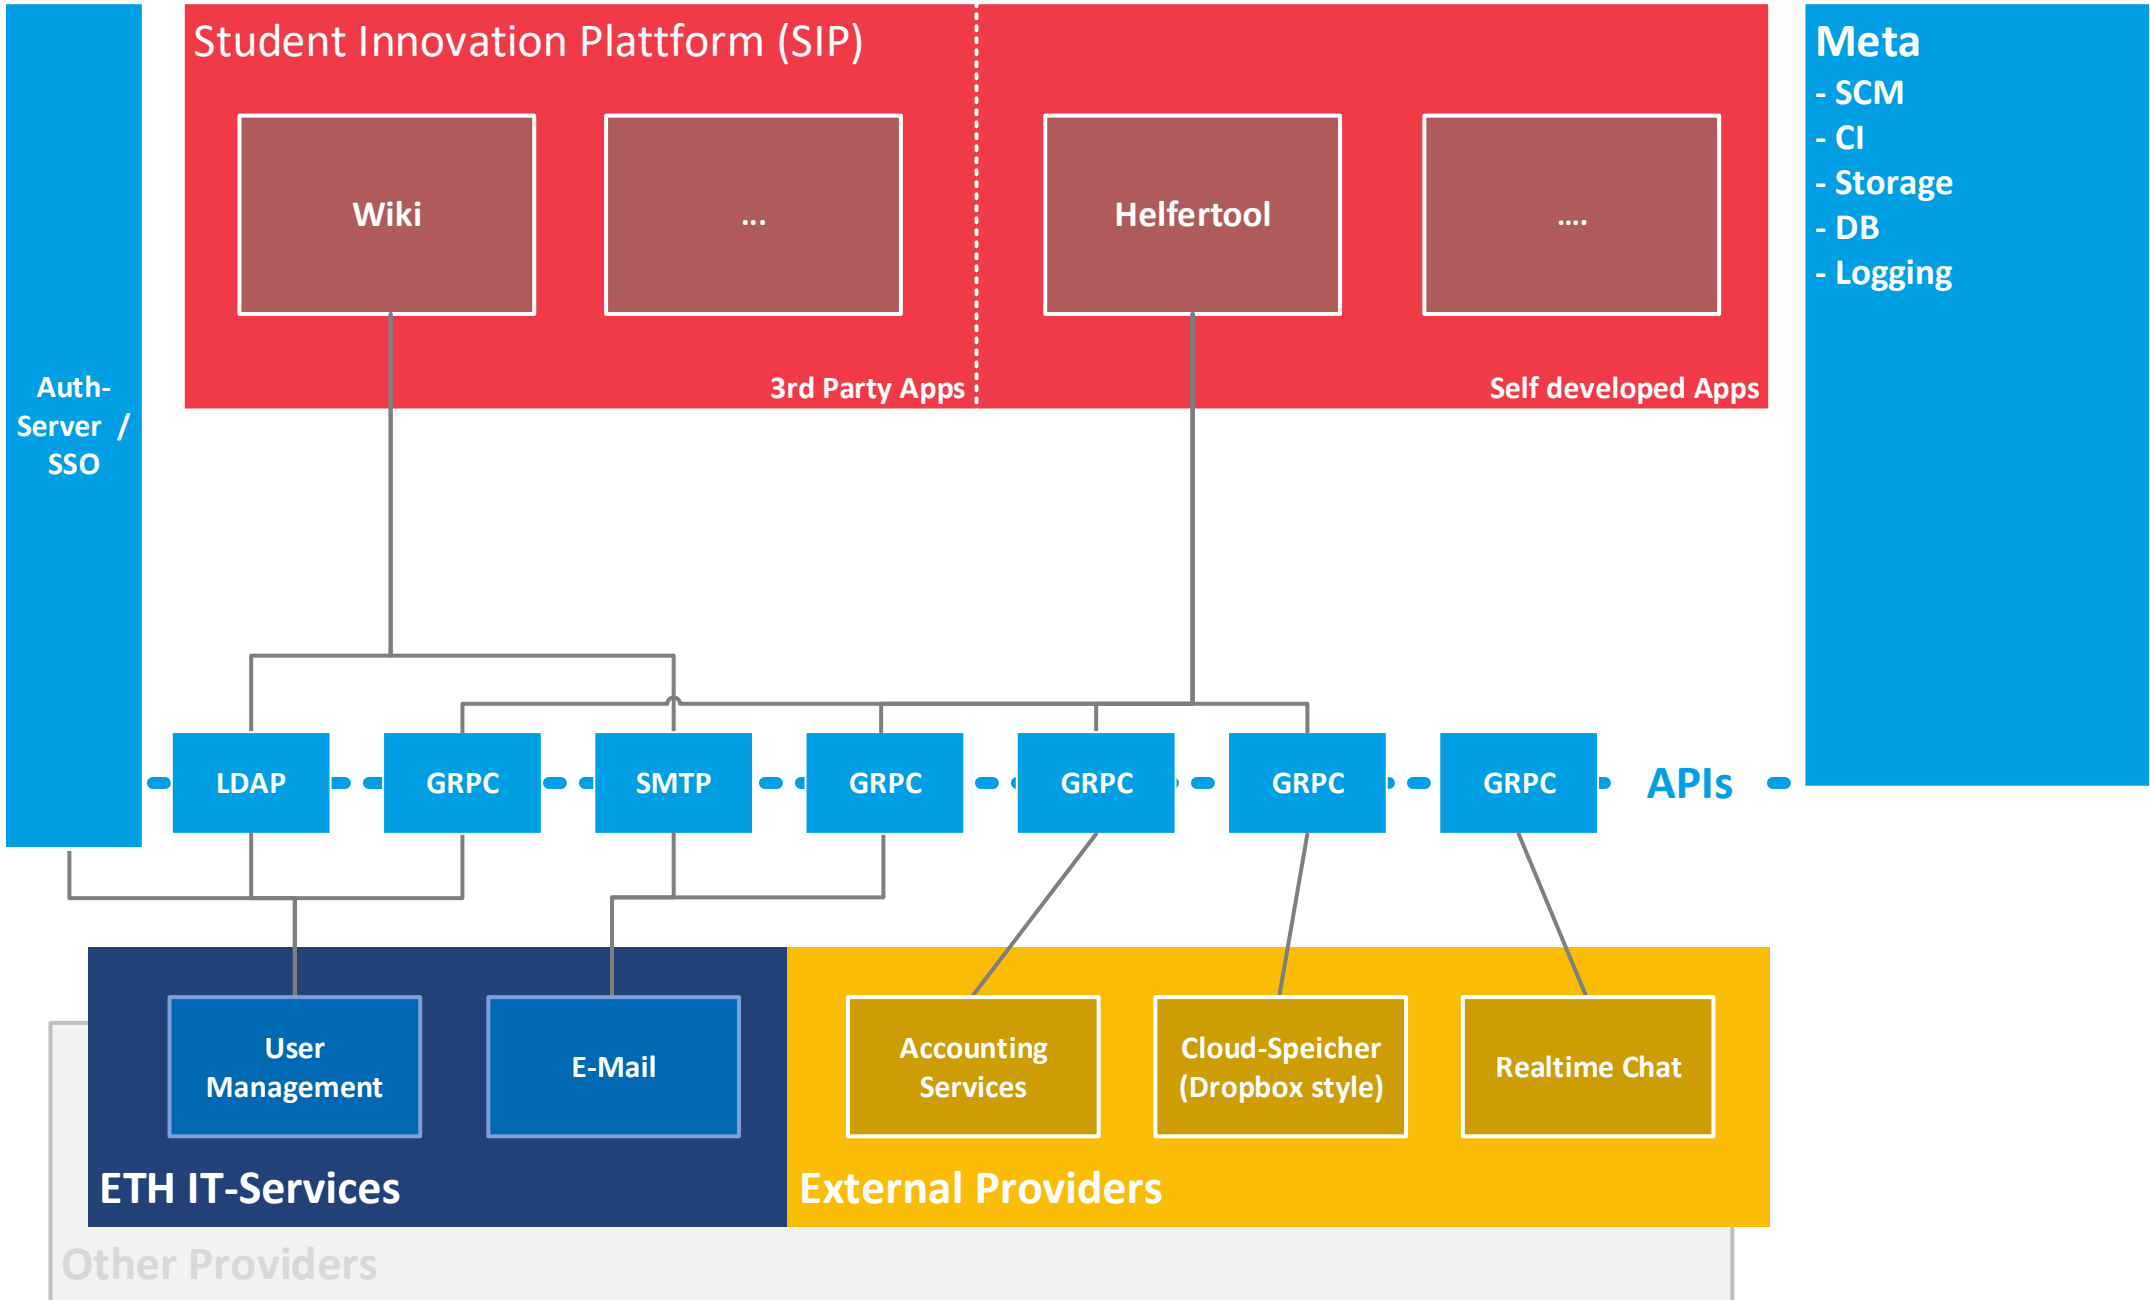 Student Innovation Plattform (SIP)
Wiki
...
Helfertool
....
3rd Party Apps
Self developed Apps
Auth-
Server /
SSO
Meta
- SCM
- CI
- Storage
- DB
- Logging
LDAP
GRPC
SMTP
GRPC
GRPC
GRPC
GRPC
APIs
User
Management
E-Mail
Accounting
Services
Cloud-Speicher
(Dropbox style)
Realtime Chat
ETH IT-Services
External Providers
Other Providers